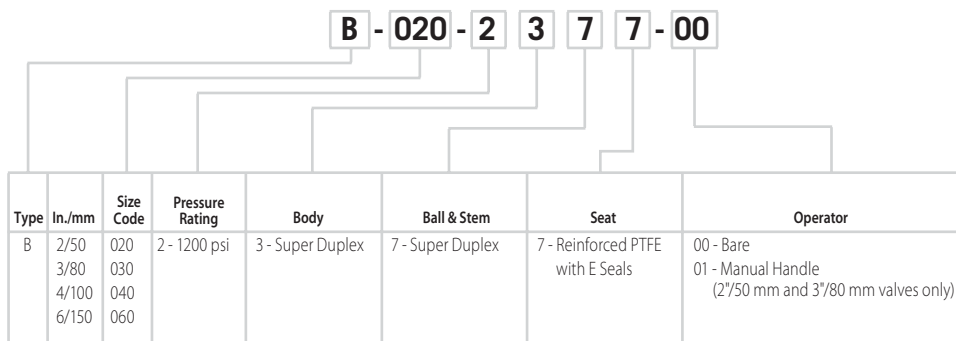 B - 020 - 2 3 7 7 - 00
Type In./mm Size Code Pressure Rating Body Ball & Stem Seat Operator
B 2/50 020 2 - 1200 psi 3 - Super Duplex 7 - Super Duplex 7 - Reinforced PTFE 00 - Bare
3/80 030 with E Seals 01 - Manual Handle
4/100 040 (2"/50 mm and 3"/80 mm valves only)
6/150 060